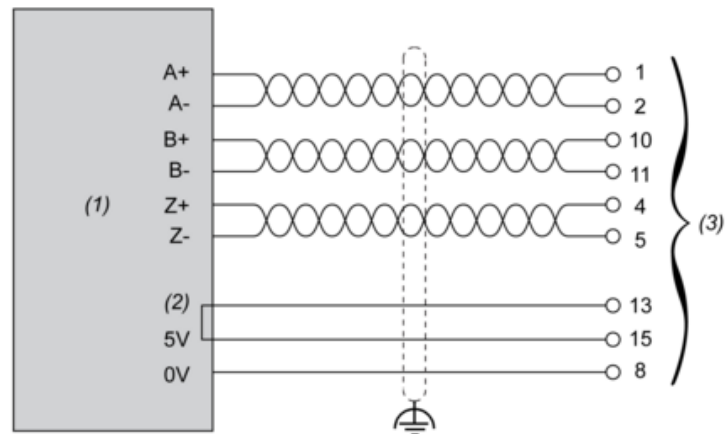 A+ 1
A- 2
B+ 10
B- 11
(1) Z+ 4 (3)
Z- 5
(2) 13
5V 15
0V 8